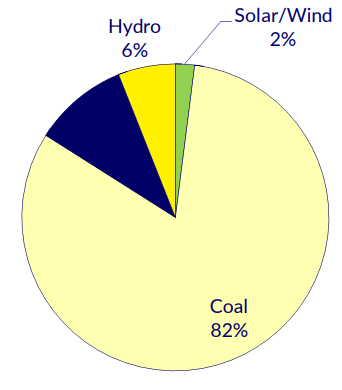 Hydro
6%
Solar/Wind
2%
Coal
82%